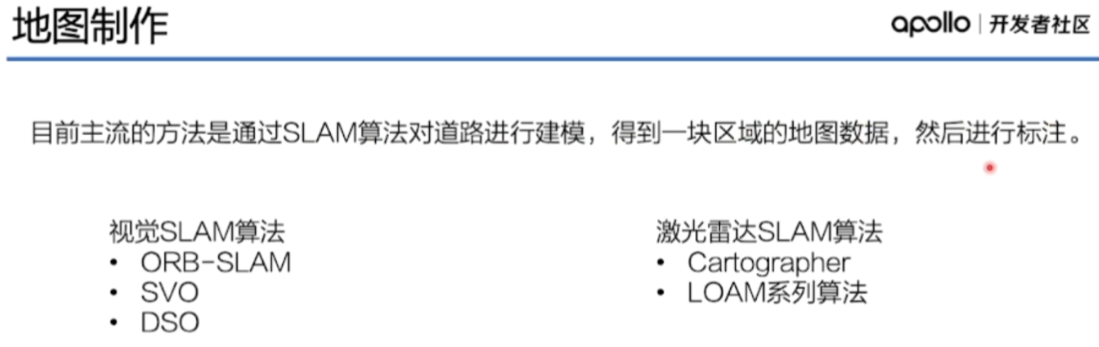 地图制作
apollo | 开发者社区
目前主流的方法是通过SLAM算法对道路进行建模，得到一块区域的地图数据，然后进行标注。
视觉SLAM算法
• ORB-SLAM
• SVO
• DSO
激光雷达SLAM算法
• Cartographer
• LOAM系列算法